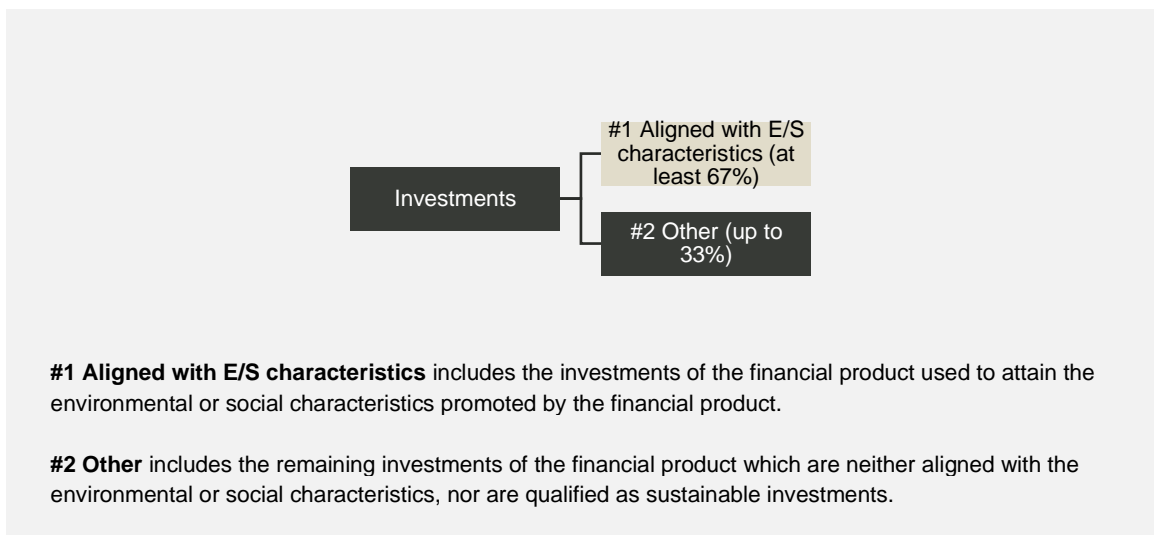 #1 Aligned with E/S
characteristics (at
least 67%)
Investments
#2 Other (up to
33%)
#1 Aligned with E/S characteristics includes the investments of the financial product used to attain the
environmental or social characteristics promoted by the financial product.
#2 Other includes the remaining investments of the financial product which are neither aligned with the
environmental or social characteristics, nor are qualified as sustainable investments.